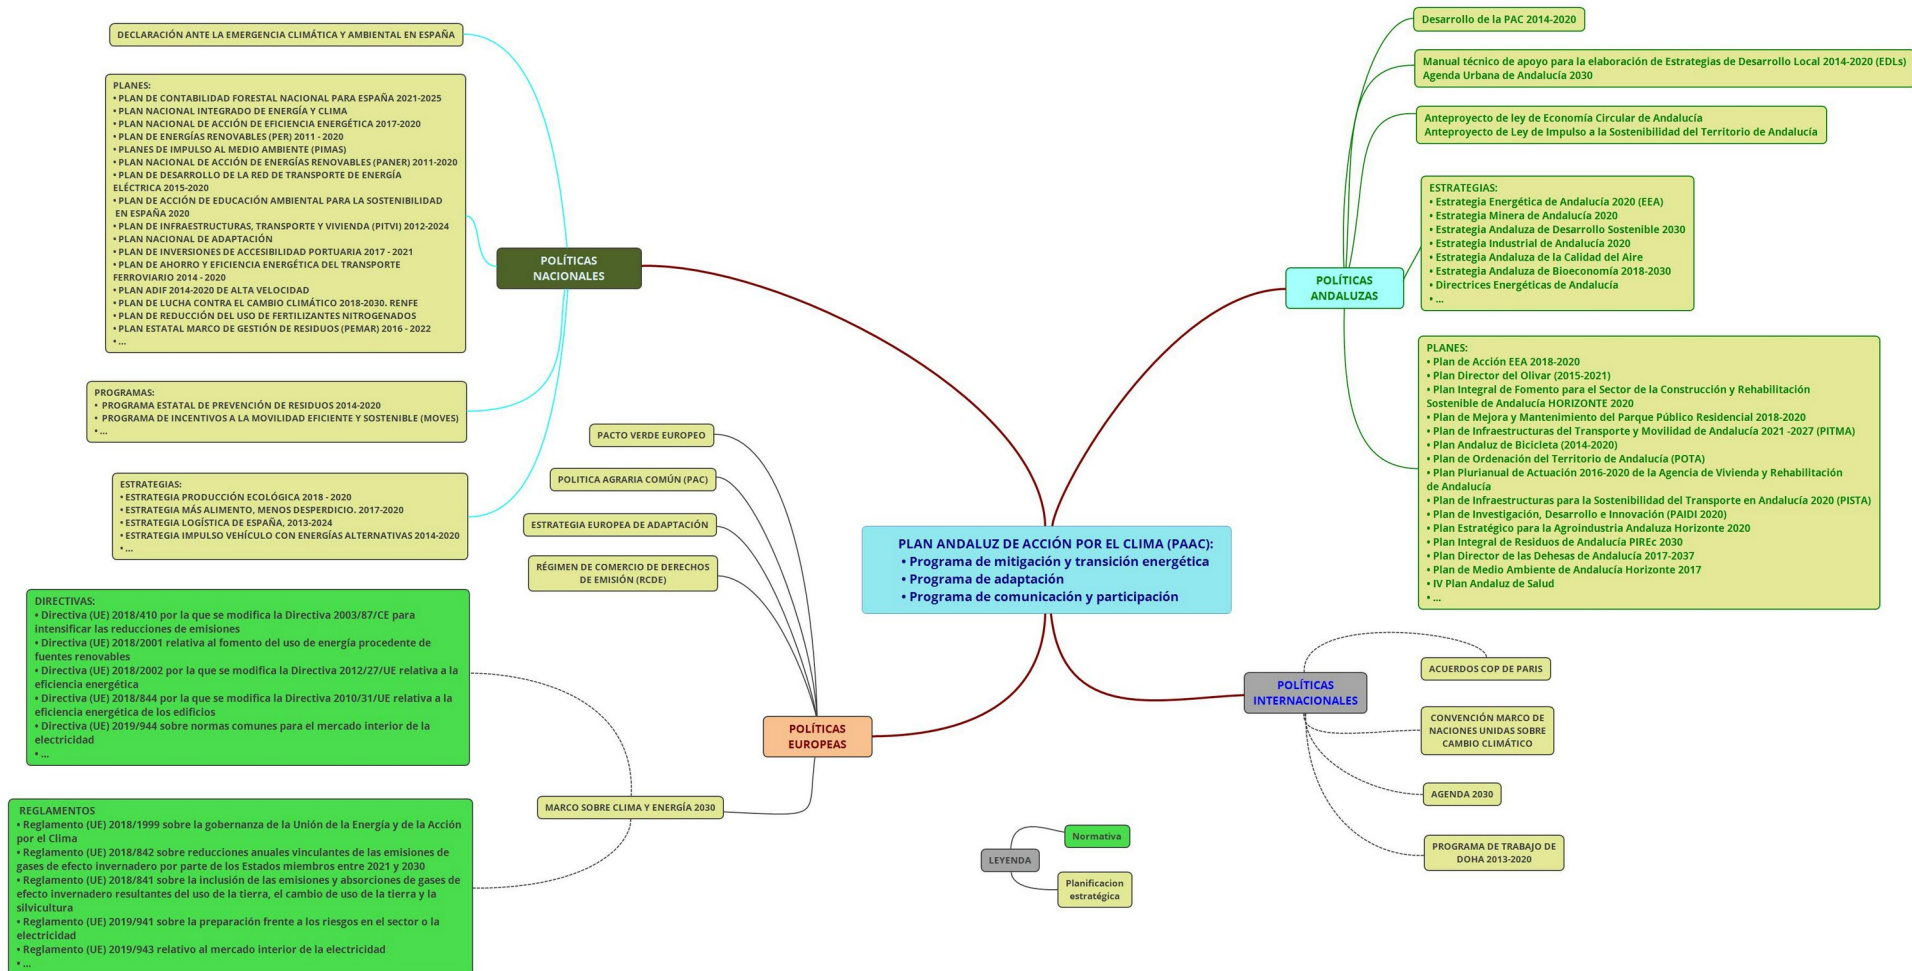 DECLARACIÓN ANTE LA EMERGENCIA CLIMÁTICA Y AMBIENTAL EN ESPAÑA
PLANES:
• PLAN DE CONTABILIDAD FORESTAL NACIONAL PARA ESPAÑA 2021-2025
• PLAN NACIONAL INTEGRADO DE ENERGÍA Y CLIMA
• PLAN NACIONAL DE ACCIÓN DE EFICIENCIA ENERGÉTICA 2017-2020
• PLAN DE ENERGÍAS RENOVABLES (PER) 2011 - 2020
• PLANES DE IMPULSO AL MEDIO AMBIENTE (PIMAS)
• PLAN NACIONAL DE ACCIÓN DE ENERGÍAS RENOVABLES (PANER) 2011-2020
• PLAN DE DESARROLLO DE LA RED DE TRANSPORTE DE ENERGÍA
ELÉCTRICA 2015-2020
• PLAN DE ACCIÓN DE EDUCACIÓN AMBIENTAL PARA LA SOSTENIBILIDAD
EN ESPAÑA 2020
• PLAN DE INFRAESTRUCTURAS, TRANSPORTE Y VIVIENDA (PITVI) 2012-2024
• PLAN NACIONAL DE ADAPTACIÓN
• PLAN DE INVERSIONES DE ACCESIBILIDAD PORTUARIA 2017 - 2021
• PLAN DE AHORRO Y EFICIENCIA ENERGÉTICA DEL TRANSPORTE
FERROVIARIO 2014 - 2020
• PLAN ADIF 2014-2020 DE ALTA VELOCIDAD
• PLAN DE LUCHA CONTRA EL CAMBIO CLIMÁTICO 2018-2030. RENFE
• PLAN DE REDUCCIÓN DEL USO DE FERTILIZANTES NITROGENADOS
• PLAN ESTATAL MARCO DE GESTIÓN DE RESIDUOS (PEMAR) 2016 - 2022
• ...
PROGRAMAS:
• PROGRAMA ESTATAL DE PREVENCIÓN DE RESIDUOS 2014-2020
• PROGRAMA DE INCENTIVOS A LA MOVILIDAD EFICIENTE Y SOSTENIBLE (MOVES)
• ...
ESTRATEGIAS:
• ESTRATEGIA PRODUCCIÓN ECOLÓGICA 2018 - 2020
• ESTRATEGIA MÁS ALIMENTO, MENOS DESPERDICIO. 2017-2020
• ESTRATEGIA LOGÍSTICA DE ESPAÑA, 2013-2024
• ESTRATEGIA IMPULSO VEHÍCULO CON ENERGÍAS ALTERNATIVAS 2014-2020
• ...
POLÍTICAS
NACIONALES
PACTO VERDE EUROPEO
POLITICA AGRARIA COMÚN (PAC)
ESTRATEGIA EUROPEA DE ADAPTACIÓN
RÉGIMEN DE COMERCIO DE DERECHOS
DE EMISIÓN (RCDE)
DIRECTIVAS:
• Directiva (UE) 2018/410 por la que se modifica la Directiva 2003/87/CE para
intensificar las reducciones de emisiones
• Directiva (UE) 2018/2001 relativa al fomento del uso de energía procedente de
fuentes renovables
• Directiva (UE) 2018/2002 por la que se modifica la Directiva 2012/27/UE relativa a la
eficiencia energética
• Directiva (UE) 2018/844 por la que se modifica la Directiva 2010/31/UE relativa a la
eficiencia energética de los edificios
• Directiva (UE) 2019/944 sobre normas comunes para el mercado interior de la
electricidad
• ...
REGLAMENTOS
• Reglamento (UE) 2018/1999 sobre la gobernanza de la Unión de la Energía y de la Acción
por el Clima
• Reglamento (UE) 2018/842 sobre reducciones anuales vinculantes de las emisiones de
gases de efecto invernadero por parte de los Estados miembros entre 2021 y 2030
• Reglamento (UE) 2018/841 sobre la inclusión de las emisiones y absorciones de gases de
efecto invernadero resultantes del uso de la tierra, el cambio de uso de la tierra y la
silvicultura
• Reglamento (UE) 2019/941 sobre la preparación frente a los riesgos en el sector o la
electricidad
• Reglamento (UE) 2019/943 relativo al mercado interior de la electricidad
• ...
MARCO SOBRE CLIMA Y ENERGÍA 2030
POLÍTICAS
EUROPEAS
PLAN ANDALUZ DE ACCIÓN POR EL CLIMA (PAAC):
• Programa de mitigación y transición energética
• Programa de adaptación
• Programa de comunicación y participación
LEYENDA
Normativa
Planificacion
estratégica
POLÍTICAS
ANDALUZAS
Desarrollo de la PAC 2014-2020
Manual técnico de apoyo para la elaboración de Estrategias de Desarrollo Local 2014-2020 (EDLs)
Agenda Urbana de Andalucía 2030
Anteproyecto de ley de Economía Circular de Andalucía
Anteproyecto de Ley de Impulso a la Sostenibilidad del Territorio de Andalucía
ESTRATEGIAS:
• Estrategia Energética de Andalucía 2020 (EEA)
• Estrategia Minera de Andalucía 2020
• Estrategia Andaluza de Desarrollo Sostenible 2030
• Estrategia Industrial de Andalucía 2020
• Estrategia Andaluza de la Calidad del AIre
• Estrategia Andaluza de Bioeconomía 2018-2030
• Directrices Energéticas de Andalucía
• ...
PLANES:
• Plan de Acción EEA 2018-2020
• Plan Director del Olivar (2015-2021)
• Plan Integral de Fomento para el Sector de la Construcción y Rehabilitación
Sostenible de Andalucía HORIZONTE 2020
• Plan de Mejora y Mantenimiento del Parque Público Residencial 2018-2020
• Plan de Infraestructuras del Transporte y Movilidad de Andalucía 2021 -2027 (PITMA)
• Plan Andaluz de Bicicleta (2014-2020)
• Plan de Ordenación del Territorio de Andalucía (POTA)
• Plan Plurianual de Actuación 2016-2020 de la Agencia de Vivienda y Rehabilitación
de Andalucía
• Plan de Infraestructuras para la Sostenibilidad del Transporte en Andalucía 2020 (PISTA)
• Plan de Investigación, Desarrollo e Innovación (PAIDI 2020)
• Plan Estratégico para la Agroindustria Andaluza Horizonte 2020
• Plan Integral de Residuos de Andalucía PIREc 2030
• Plan Director de las Dehesas de Andalucía 2017-2037
• Plan de Medio Ambiente de Andalucía Horizonte 2017
• IV Plan Andaluz de Salud
• ...
POLÍTICAS
INTERNACIONALES
ACUERDOS COP DE PARIS
CONVENCIÓN MARCO DE
NACIONES UNIDAS SOBRE
CAMBIO CLIMÁTICO
AGENDA 2030
PROGRAMA DE TRABAJO DE
DOHA 2013-2020